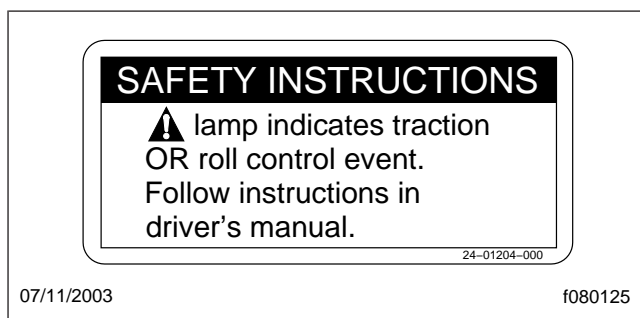 SAFETY INSTRUCTIONS
⚠ lamp indicates traction
OR roll control event.
Follow instructions in
driver’s manual.
24–01204–000
07/11/2003
f080125